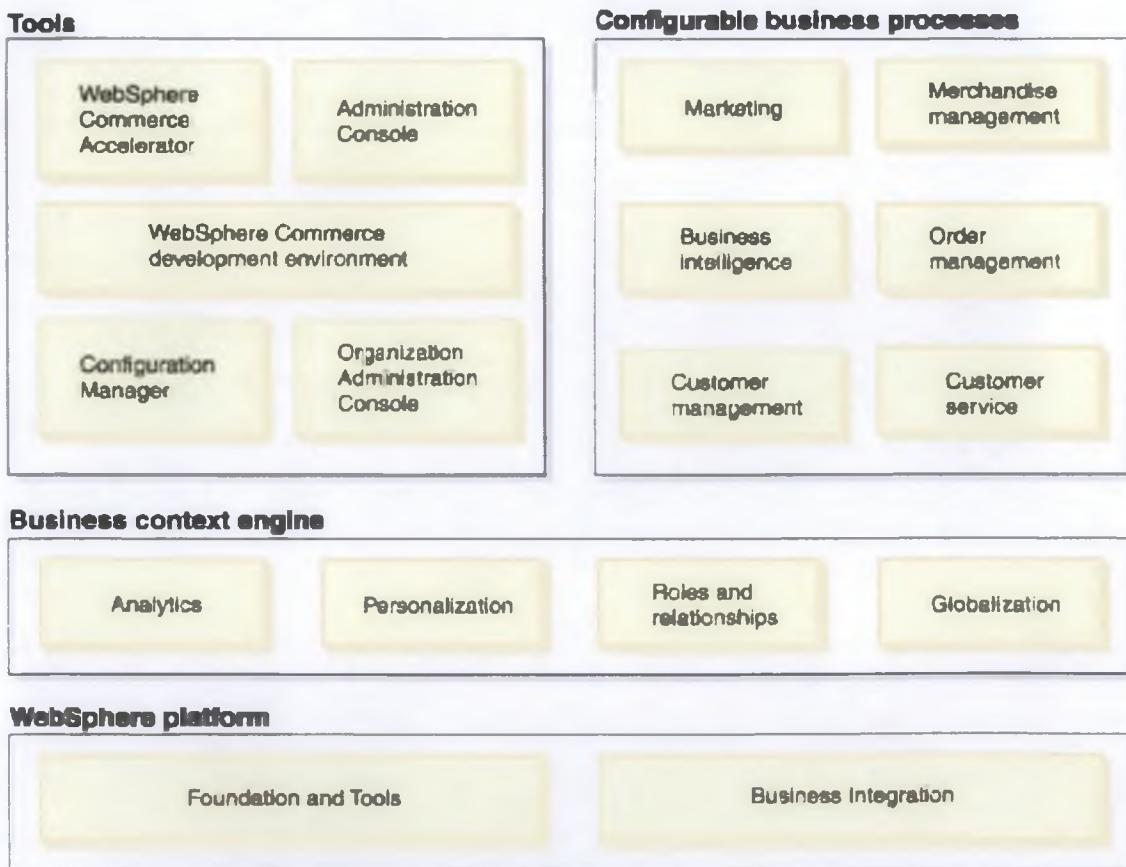 Tools
WebSphere
Commerce
Accelerator
Administration
Console
WebSphere Commerce
development environment
Configuration
Manager
Organization
Administration
Console
Configurable business processes
Marketing
Merchandise
management
Business
intelligence
Order
management
Customer
management
Customer
service
Business context engine
Analytics
Personalization
Roles and
relationships
Globalization
WebSphere platform
Foundation and Tools
Business Integration